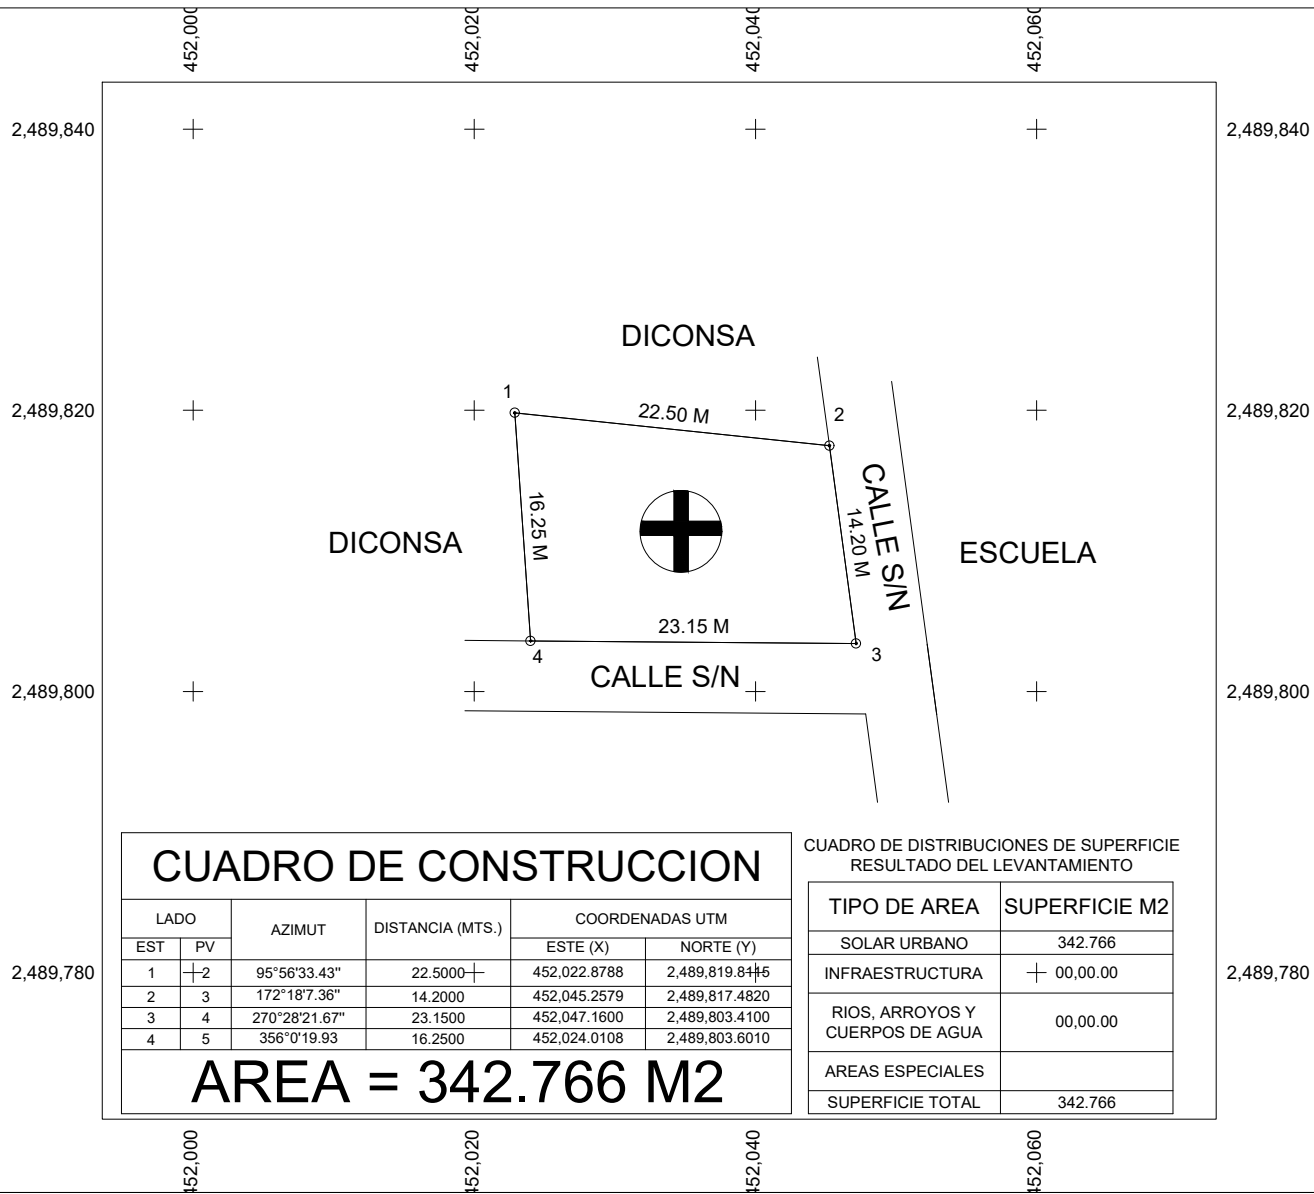 452,000 452,020 452,040 452,060
2,489,840 2,489,840
DICONSA
1
22.50 M
2
2,489,820 2,489,820
CALLE S/N
16.25 M
14.20 M
DICONSA
ESCUELA
23.15 M
4
3
CALLE S/N
2,489,800 2,489,800
CUADRO DE CONSTRUCCION
LADO AZIMUT DISTANCIA (MTS.) COORDENADAS UTM
EST PV ESTE (X) NORTE (Y)
1 2 95°56'33.43" 22.5000 452,022.8788 2,489,819.8115
2 3 172°18'7.36" 14.2000 452,045.2579 2,489,817.4820
3 4 270°28'21.67" 23.1500 452,047.1600 2,489,803.4100
4 5 356°0'19.93 16.2500 452,024.0108 2,489,803.6010
AREA = 342.766 M2
CUADRO DE DISTRIBUCIONES DE SUPERFICIE
RESULTADO DEL LEVANTAMIENTO
TIPO DE AREA SUPERFICIE M2
SOLAR URBANO 342.766
INFRAESTRUCTURA 00,00.00
RIOS, ARROYOS Y
CUERPOS DE AGUA 00,00.00
AREAS ESPECIALES
SUPERFICIE TOTAL 342.766
2,489,780 2,489,780
452,000 452,020 452,040 452,060